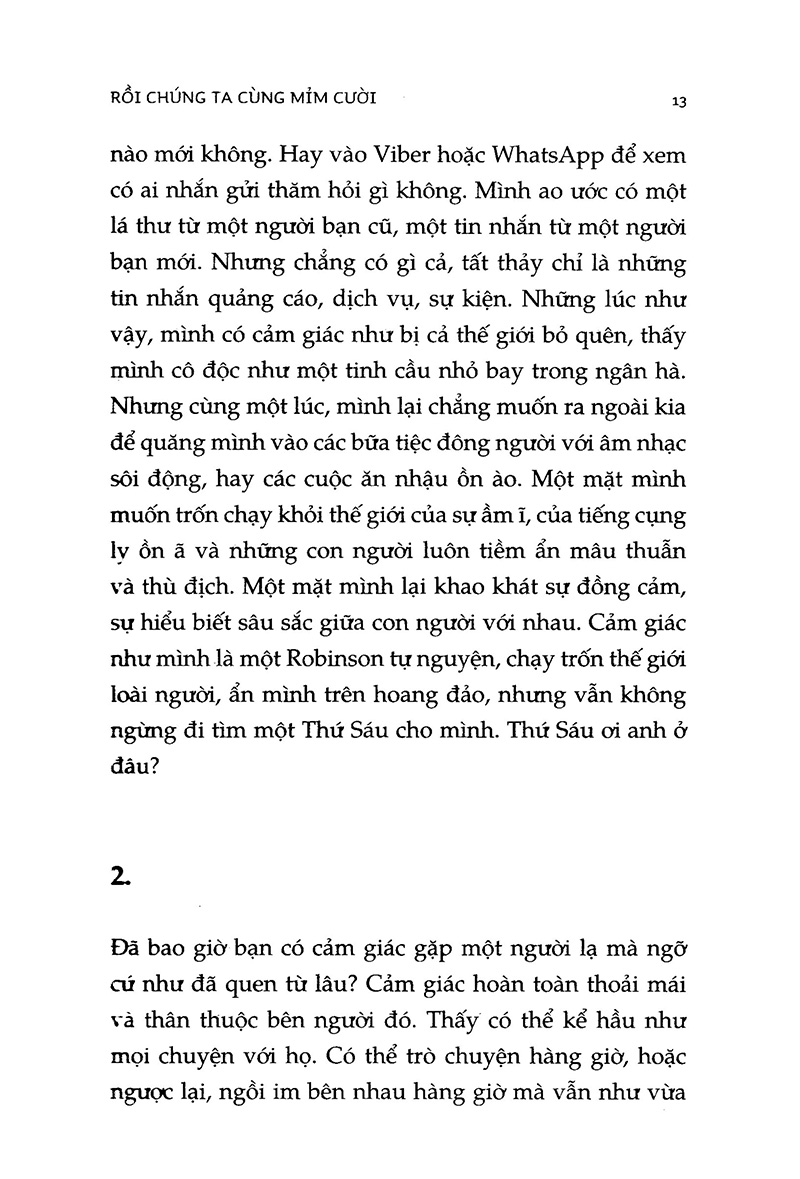 RỒI CHÚNG TA CÙNG MỈM CƯỜI 13
nào mới không. Hay vào Viber hoặc WhatsApp để xem
có ai nhắn gửi thăm hỏi gì không. Mình ao ước có một
lá thư từ một người bạn cũ, một tin nhắn từ một người
bạn mới. Nhưng chẳng có gì cả, tất thảy chỉ là những
tin nhắn quảng cáo, dịch vụ, sự kiện. Những lúc như
vậy, mình có cảm giác như bị cả thế giới bỏ quên, thấy
mình cô độc như một tinh cầu nhỏ bay trong ngân hà.
Nhưng cùng một lúc, mình lại chẳng muốn ra ngoài kia
để quăng mình vào các bữa tiệc đông người với âm nhạc
sôi động, hay các cuộc ăn nhậu ồn ào. Một mặt mình
muốn trốn chạy khỏi thế giới của sự ầm ĩ, của tiếng cụng
ly ồn ã và những con người luôn tiềm ẩn mâu thuẫn
và thù địch. Một mặt mình lại khao khát sự đồng cảm,
sự hiểu biết sâu sắc giữa con người với nhau. Cảm giác
như mình là một Robinson tự nguyện, chạy trốn thế giới
loài người, ẩn mình trên hoang đảo, nhưng vẫn không
ngừng đi tìm một Thứ Sáu cho mình. Thứ Sáu ơi anh ở
đâu?
2.
Đã bao giờ bạn có cảm giác gặp một người lạ mà ngỡ
cứ như đã quen từ lâu? Cảm giác hoàn toàn thoải mái
và thân thuộc bên người đó. Thấy có thể kể hầu như
mọi chuyện với họ. Có thể trò chuyện hàng giờ, hoặc
ngược lại, ngồi im bên nhau hàng giờ mà vẫn như vừa